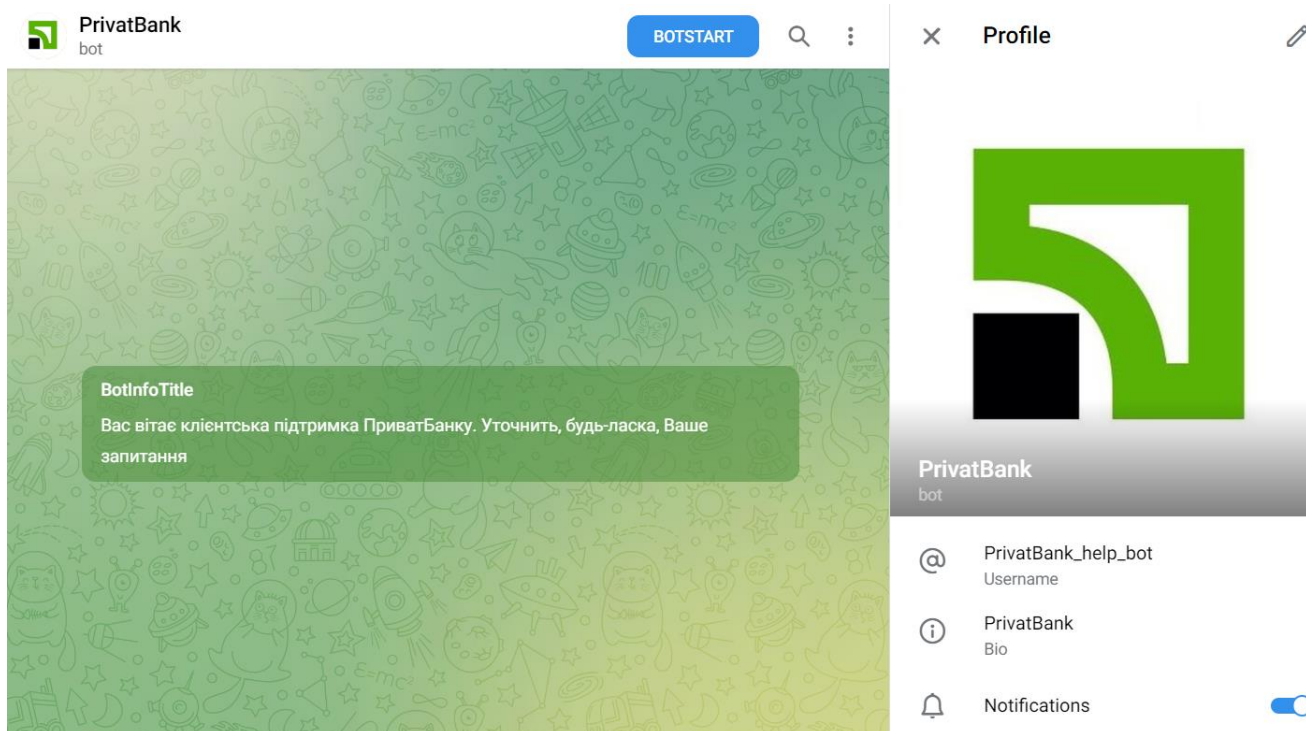 PrivatBank
bot
BOTSTART
BotInfoTitle
Вас вітає клієнтська підтримка ПриватБанку. Уточнить, будь-ласка, Ваше
запитання
Profile
PrivatBank
bot
@
PrivatBank_help_bot
Username
PrivatBank
Bio
Notifications